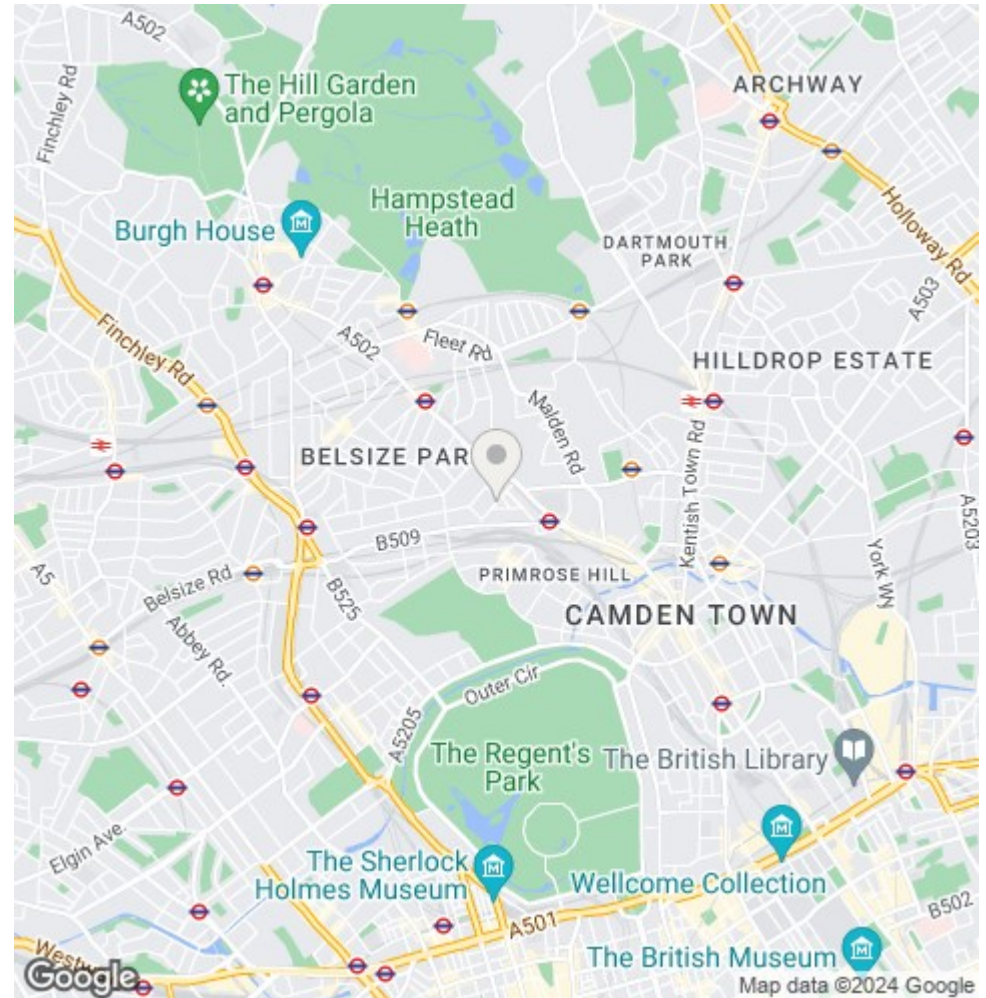 A502
Finchley Rd
The Hill Garden
and Pergola
ARCHWAY
Hampstead
Heath
Burgh House
Holloway Rd
DARTMOUTH
PARK
A503
Finchley Rd
A502
Fleet Rd
HILLDROP ESTATE
Malden Rd
BELSIZE PAR
Kentish Town Rd
A5203
B509
York WN
A5
Belsize Rd
B525
PRIMROSE HILL
CAMDEN TOWN
Abbey Rd.
Outer Cir
A5205
The Regent's
Park
The British Library
Elgin Ave.
The Sherlock
Holmes Museum
Wellcome Collection
A501
B502
Westw
The British Museum
Google
Map data ©2024 Google